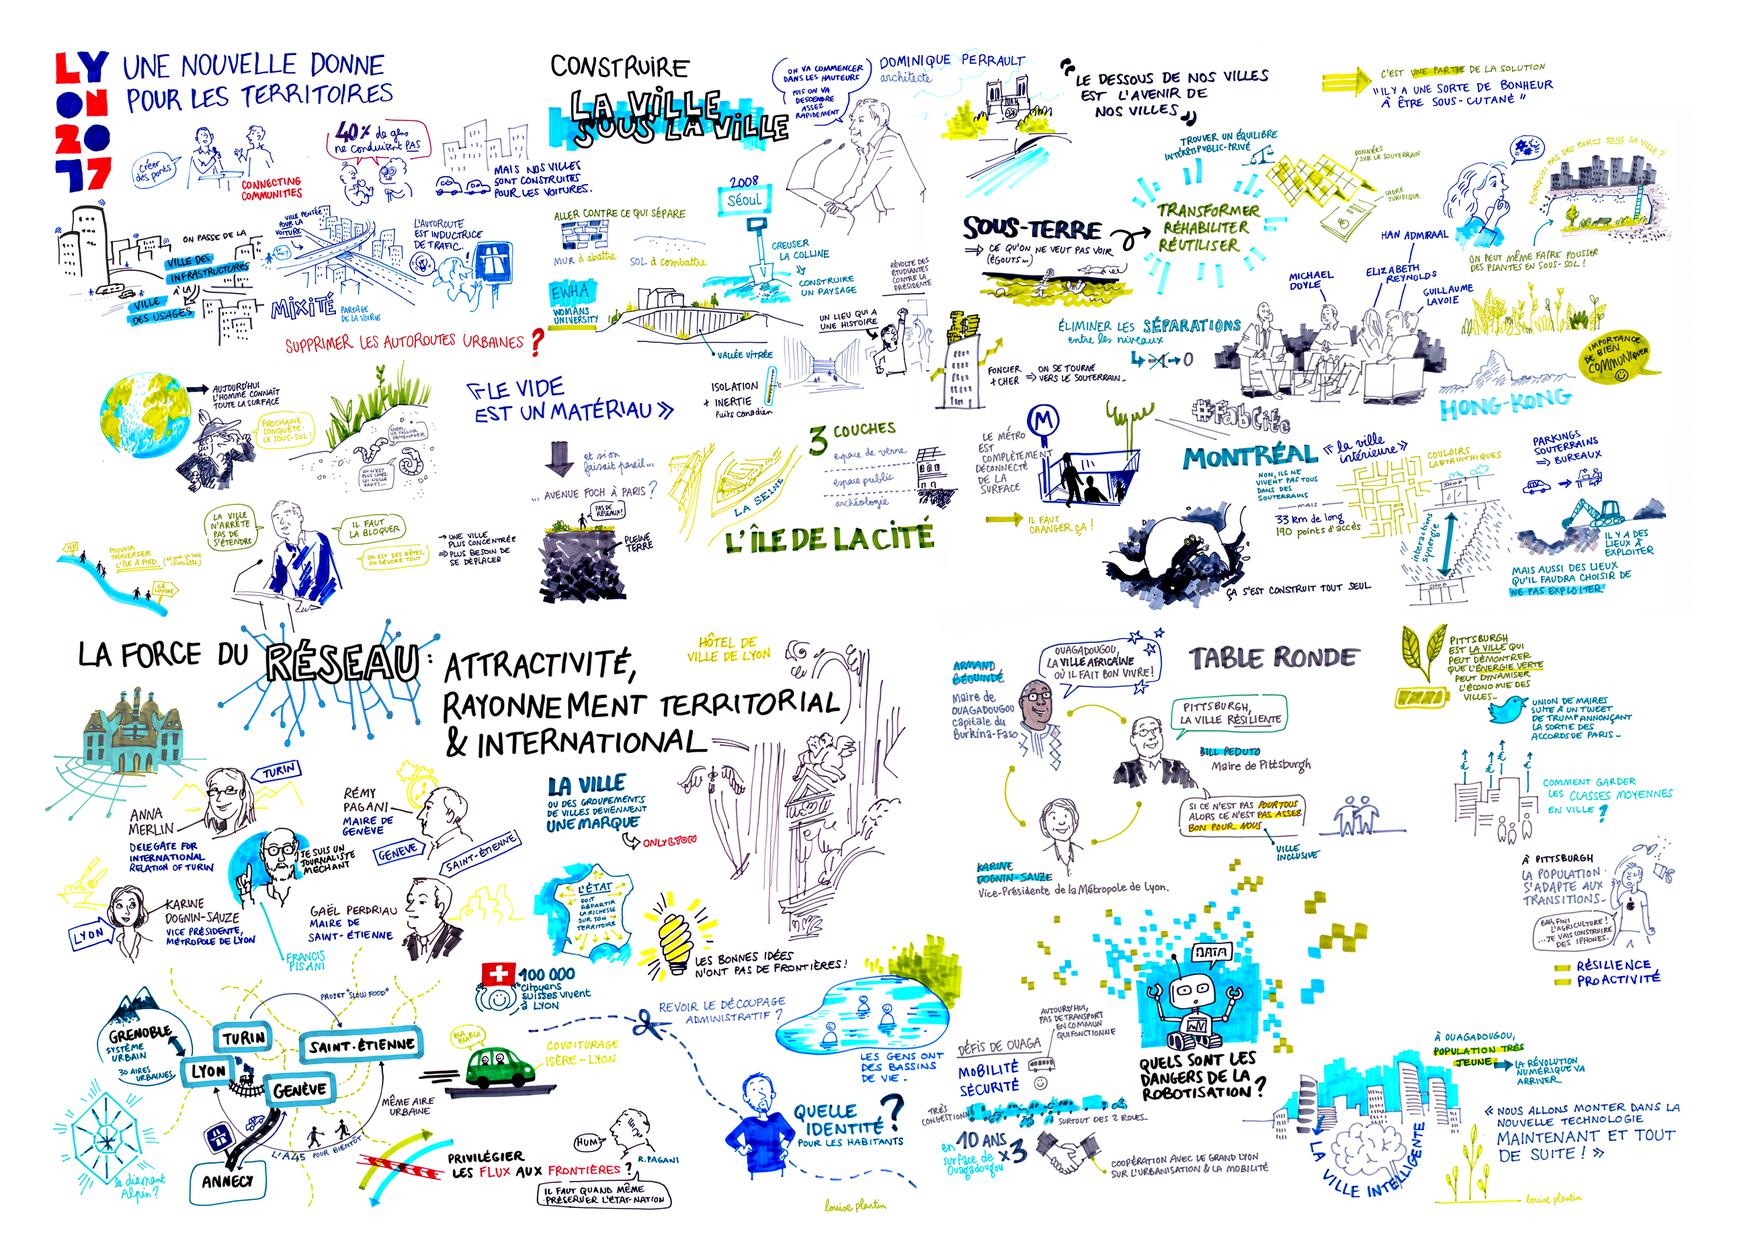 LY
ON
20
17
UNE NOUVELLE DONNE
POUR LES TERRITOIRES
Créer
des ponts
CONNECTING
COMMUNITIES
40% de gens
ne conduiront PAS
MAIS NOS VILLES
SONT CONSTRUITES
POUR LES VOITURES.
ON PASSE DE LA
VILLE DES
INFRASTRUCTURES
À LA
VILLE
DES USAGES
VILLE PENSÉE
POUR LA
VOITURE
L'AUTOROUTE
EST INDUCTRICE
DE TRAFIC.
MIXITÉ
PARTAGE
DE LA VOIRIE
SUPPRIMER LES AUTOROUTES URBAINES ?
AUJOURD'HUI
L'HOMME CONNAÎT
TOUTE LA SURFACE
PROCHAINE
CONQUÊTE:
LE SOUS-SOL!
LA VILLE
N'ARRÊTE
PAS DE
S'ÉTENDRE
IL FAUT
LA BLOQUER
ON EST DES BÊTES,
ON DÉVORE TOUT
POUVOIR
TRAVERSER
L'ÎLE À PIED
LE
LOUVRE
UNE VILLE
PLUS CONCENTRÉE
PLUS BESOIN DE
SE DÉPLACER
CONSTRUIRE
LA VILLE
SOUS LA VILLE
ON VA COMMENCER
DANS LES HAUTEURS
MAIS ON VA
DESCENDRE
ASSEZ
RAPIDEMENT
DOMINIQUE PERRAULT
architecte
ALLER CONTRE CE QUI SÉPARE
MUR à abattre
SOL à combattre
2008
Séoul
CREUSER
LA COLLINE
CONSTRUIRE
UN PAYSAGE
EWHA
WOMANS
UNIVERSITY
VALLÉE VITRÉE
RÉVOLTE DES
ÉTUDIANTES
CONTRE LA
PRÉSIDENTE
UN LIEU QUI A
UNE HISTOIRE
ISOLATION
+ INERTIE
Puits canadien
« LE VIDE
EST UN MATÉRIAU »
et si on
faisait pareil...
... AVENUE FOCH À PARIS ?
PAS DE
RÉSEAUX!
PLEINE
TERRE
LA SEINE
3 COUCHES
espace de verre
espace public
archéologie
L'ÎLE DE LA CITÉ
" LE DESSOUS DE NOS VILLES
EST L'AVENIR DE
NOS VILLES "
C'EST UNE PARTIE DE LA SOLUTION
"IL Y A UNE SORTE DE BONHEUR
À ÊTRE SOUS-CUTANÉ"
TROUVER UN ÉQUILIBRE
INTÉRÊT PUBLIC-PRIVÉ
DONNÉES
SUR LE SOUTERRAIN
CADRE
JURIDIQUE
SOUS-TERRE
CE QU'ON NE VEUT PAS VOIR
(ÉGOUTS...)
TRANSFORMER
RÉHABILITER
RÉUTILISER
POURQUOI PAS DES PARCS SOUS LA VILLE?
ON PEUT MÊME FAIRE POUSSER
DES PLANTES EN SOUS-SOL !
HAN ADMIRAAL
MICHAEL
DOYLE
ELIZABETH
REYNOLDS
GUILLAUME
LAVOIE
ÉLIMINER LES SÉPARATIONS
entre les niveaux
FONCIER
+ CHER
ON SE TOURNE
VERS LE SOUTERRAIN
IMPORTANCE
DE BIEN
COMMUNIQUER
HONG-KONG
#FabCité
LE MÉTRO
EST
COMPLÈTEMENT
DÉCONNECTÉ
DE LA
SURFACE
M
IL FAUT
CHANGER ÇA !
MONTRÉAL
"la ville
intérieure"
NON, ILS NE
VIVENT PAS TOUS
DANS DES
SOUTERRAINS
MAIS
33 km de long
190 points d'accès
COULOIRS
LABYRINTHIQUES
SHOP
interactions
synergie
SHOP
PARKINGS
SOUTERRAINS
BUREAUX
IL Y A DES
LIEUX À
EXPLOITER
MAIS AUSSI DES LIEUX
QU'IL FAUDRA CHOISIR DE
NE PAS EXPLOITER.
ÇA S'EST CONSTRUIT TOUT SEUL
LA FORCE DU RÉSEAU :
ATTRACTIVITÉ,
RAYONNEMENT TERRITORIAL
& INTERNATIONAL
HÔTEL DE
VILLE DE LYON
TURIN
ANNA
MERLIN
DELEGATE FOR
INTERNATIONAL
RELATION OF TURIN
RÉMY
PAGANI
MAIRE DE
GENÈVE
GENÈVE
SAINT-ÉTIENNE
JE SUIS UN
JOURNALISTE
MÉCHANT
LYON
KARINE
DOGNIN-SAUZE
VICE PRÉSIDENTE,
MÉTROPOLE DE LYON
FRANCIS
PISANI
GAËL PERDRIAU
MAIRE DE
SAINT-ÉTIENNE
LA VILLE
OU DES GROUPEMENTS
DE VILLES DEVIENNENT
UNE MARQUE
ONLYLYON
L'ÉTAT
DOIT
RÉPARTIR
LA RICHESSE
SUR SON
TERRITOIRE
LES BONNES IDÉES
N'ONT PAS DE FRONTIÈRES !
100 000
citoyens
suisses vivent
à LYON
PROJET "SLOW FOOD"
GRENOBLE
SYSTÈME
URBAIN
30 AIRES
URBAINES
TURIN
SAINT-ÉTIENNE
LYON
GENÈVE
MÊME AIRE
URBAINE
L'A45 POUR BIENTÔT
ANNECY
le diamant
Alpin ?
BLA
BLA
BLA
COVOITURAGE
ISÈRE-LYON
REVOIR LE DÉCOUPAGE
ADMINISTRATIF ?
LES GENS ONT
DES BASSINS
DE VIE.
QUELLE
IDENTITÉ ?
POUR LES HABITANTS
PRIVILÉGIER
LES FLUX AUX FRONTIÈRES ?
HUM
R.PAGANI
IL FAUT QUAND MÊME
PRÉSERVER L'ÉTAT-NATION
louise plantin
TABLE RONDE
OUAGADOUGOU,
LA VILLE AFRICAINE
OÙ IL FAIT BON VIVRE !
ARMAND
BÉOUINDÉ
Maire de
OUAGADOUGOU
capitale du
Burkina-Faso
PITTSBURGH,
LA VILLE RÉSILIENTE
BILL PEDUTO
Maire de Pittsburgh
SI CE N'EST PAS POUR TOUS
ALORS CE N'EST PAS ASSEZ
BON POUR NOUS
VILLE
INCLUSIVE
KARINE
DOGNIN-SAUZE
Vice-Présidente de la Métropole de Lyon.
PITTSBURGH
EST LA VILLE QUI
PEUT DÉMONTRER
QUE L'ÉNERGIE VERTE
PEUT DYNAMISER
L'ÉCONOMIE DES
VILLES...
UNION DE MAIRES
SUITE À UN TWEET
DE TRUMP ANNONÇANT
LA SORTIE DES
ACCORDS DE PARIS
COMMENT GARDER
LES CLASSES MOYENNES
EN VILLE ?
À PITTSBURGH
LA POPULATION
S'ADAPTE AUX
TRANSITIONS
BAH, FINI
L'AGRICULTURE !
...JE VAIS CONSTRUIRE
DES IPHONES.
RÉSILIENCE
PROACTIVITÉ
DATA
QUELS SONT LES
DANGERS DE LA
ROBOTISATION ?
AUJOURD'HUI,
PAS DE TRANSPORT
EN COMMUN
QUI FONCTIONNE
DÉFIS DE OUAGA
MOBILITÉ
SÉCURITÉ
TRÈS
CONGESTIONNÉ
SURTOUT DES 2 ROUES.
en 10 ANS
surface de x3
Ouagadougou
COOPÉRATION AVEC LE GRAND LYON
SUR L'URBANISATION & LA MOBILITÉ
LA VILLE INTELLIGENTE
À OUAGADOUGOU,
POPULATION TRÈS
JEUNE
LA RÉVOLUTION
NUMÉRIQUE VA
ARRIVER
« NOUS ALLONS MONTER DANS LA
NOUVELLE TECHNOLOGIE
MAINTENANT ET TOUT
DE SUITE ! »
louise plantin